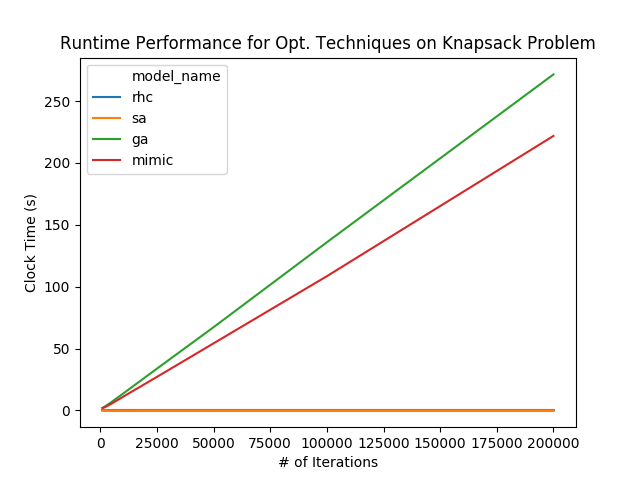 Runtime Performance for Opt. Techniques on Knapsack Problem
model_name
rhc
sa
ga
mimic
250
200
150
100
50
0
Clock Time (s)
0 25000 50000 75000 100000 125000 150000 175000 200000
# of Iterations